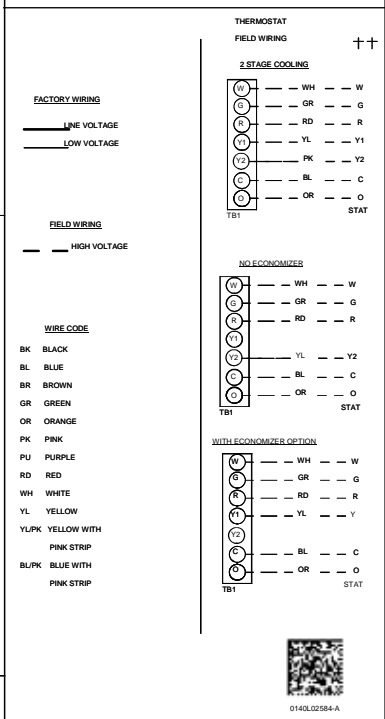 THERMOSTAT
FIELD WIRING
††
2 STAGE COOLING
W WH W
G GR G
R RD R
Y1 YL Y1
Y2 PK Y2
C BL C
O OR O
TB1 STAT
FACTORY WIRING
LINE VOLTAGE
LOW VOLTAGE
FIELD WIRING
HIGH VOLTAGE
NO ECONOMIZER
W WH W
G GR G
R RD R
Y1
Y2 YL Y2
C BL C
O OR O
TB1 STAT
WIRE CODE
BK BLACK
BL BLUE
BR BROWN
GR GREEN
OR ORANGE
PK PINK
PU PURPLE
RD RED
WH WHITE
YL YELLOW
YL/PK YELLOW WITH
PINK STRIP
BL/PK BLUE WITH
PINK STRIP
WITH ECONOMIZER OPTION
W WH W
G GR G
R RD R
Y1 YL Y
Y2
C BL C
O OR O
TB1 STAT
0140L02584-A